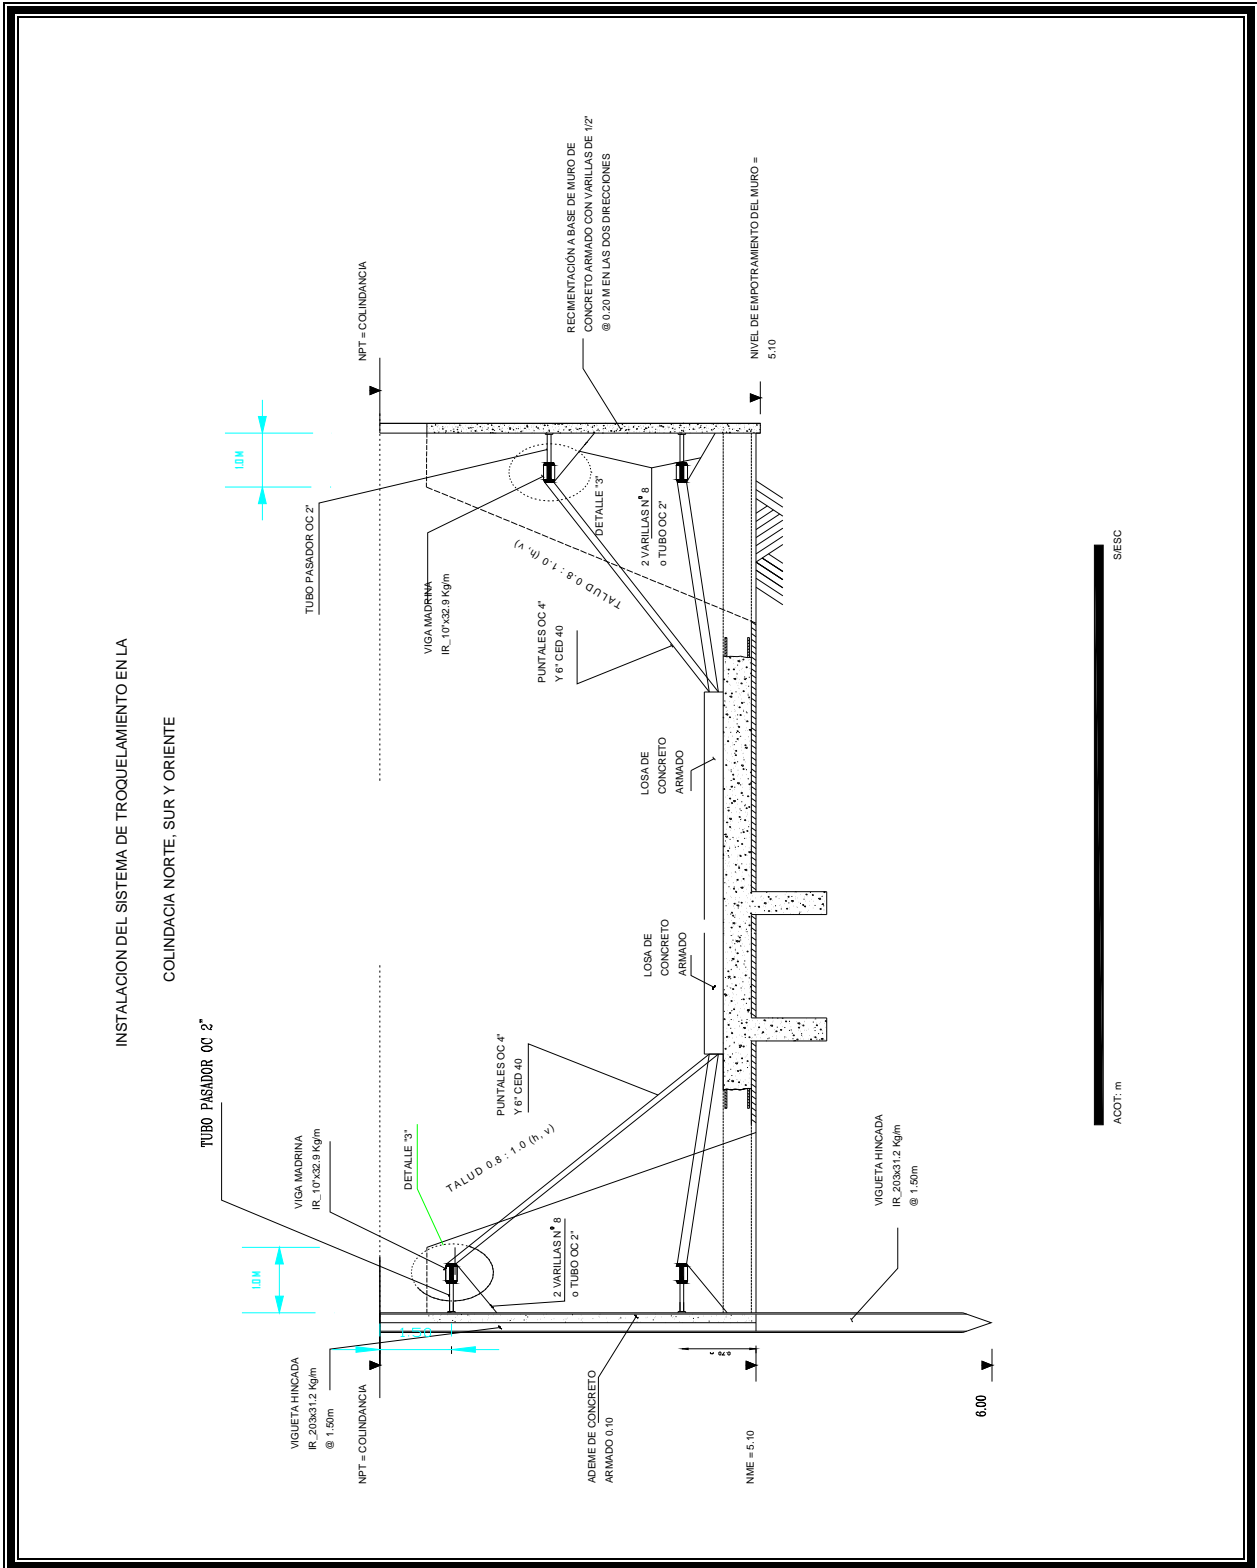 INSTALACION DEL SISTEMA DE TROQUELAMIENTO EN LA
COLINDACIA NORTE, SUR Y ORIENTE
TUBO PASADOR OC 2"
VIGA MADRINA
IR_10"x32.9 Kg/m
1.0 M
DETALLE "3"
TALUD 0.8 : 1.0 (h, v)
PUNTALES OC 4"
Y 6" CED 40
2 VARILLAS Nº 8
o TUBO OC 2"
1.50
VIGUETA HINCADA
IR_203x31.2 Kg/m
@ 1.50m
NPT = COLINDANCIA
ADEME DE CONCRETO
ARMADO 0.10
NME = 5.10
6.00
VIGUETA HINCADA
IR_203x31.2 Kg/m
@ 1.50m
LOSA DE
CONCRETO
ARMADO
LOSA DE
CONCRETO
ARMADO
TUBO PASADOR OC 2"
1.0 M
NPT = COLINDANCIA
VIGA MADRINA
IR_10"x32.9 Kg/m
TALUD 0.8 : 1.0 (h, v)
PUNTALES OC 4"
Y 6" CED 40
DETALLE "3"
2 VARILLAS Nº 8
o TUBO OC 2"
RECIMENTACIÓN A BASE DE MURO DE
CONCRETO ARMADO CON VARILLAS DE 1/2"
@ 0.20 M EN LAS DOS DIRECCIONES
NIVEL DE EMPOTRAMIENTO DEL MURO =
5.10
ACOT: m
S/ESC